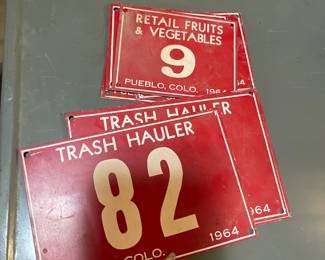 RETAIL FRUITS
& VEGETABLES
9
PUEBLO, COLO. 1964
TRASH HAULER
TRASH HAULER
82
COLO. 1964
964